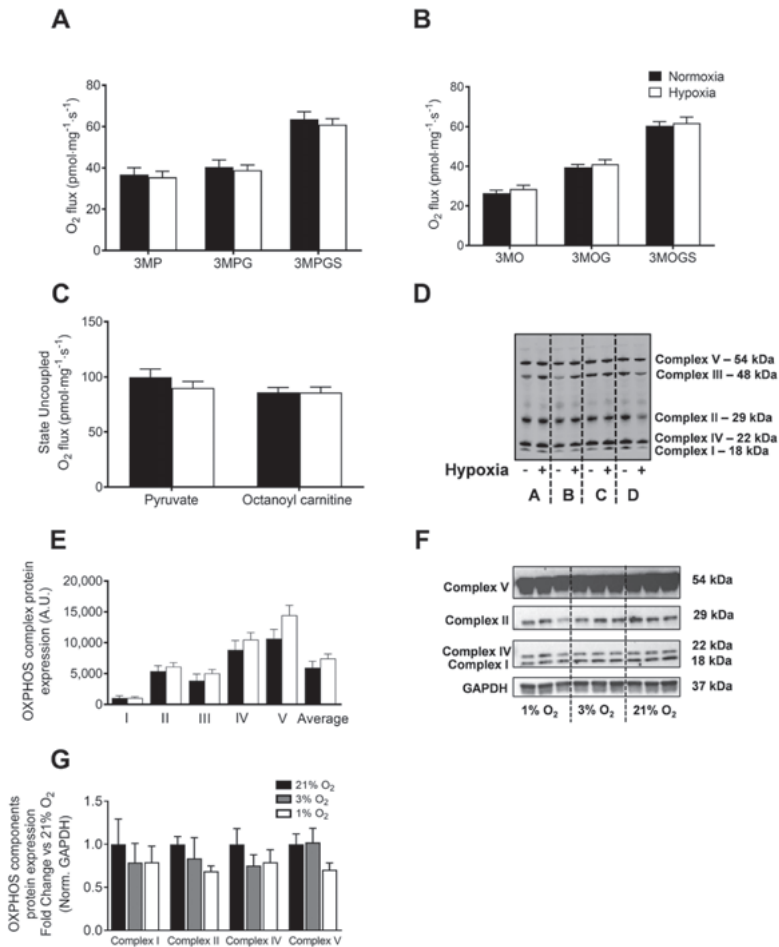 A
O2 flux (pmol·mg⁻¹·s⁻¹)
80
60
40
20
0
3MP 3MPG 3MPGS
B
Normoxia
Hypoxia
O2 flux (pmol·mg⁻¹·s⁻¹)
80
60
40
20
0
3MO 3MOG 3MOGS
C
State Uncoupled
O2 flux (pmol·mg⁻¹·s⁻¹)
150
100
50
0
Pyruvate Octanoyl carnitine
D
Complex V – 54 kDa
Complex III – 48 kDa
Complex II – 29 kDa
Complex IV – 22 kDa
Complex I – 18 kDa
Hypoxia - + - + - + - +
A B C D
E
OXPHOS complex protein
expression (A.U.)
20,000
15,000
10,000
5,000
0
I II III IV V Average
F
Complex V 54 kDa
Complex II 29 kDa
Complex IV 22 kDa
Complex I 18 kDa
GAPDH 37 kDa
1% O2 3% O2 21% O2
G
21% O2
3% O2
1% O2
OXPHOS components
protein expression
Fold Change vs 21% O2
(Norm. GAPDH)
1.5
1.0
0.5
0
Complex I Complex II Complex IV Complex V